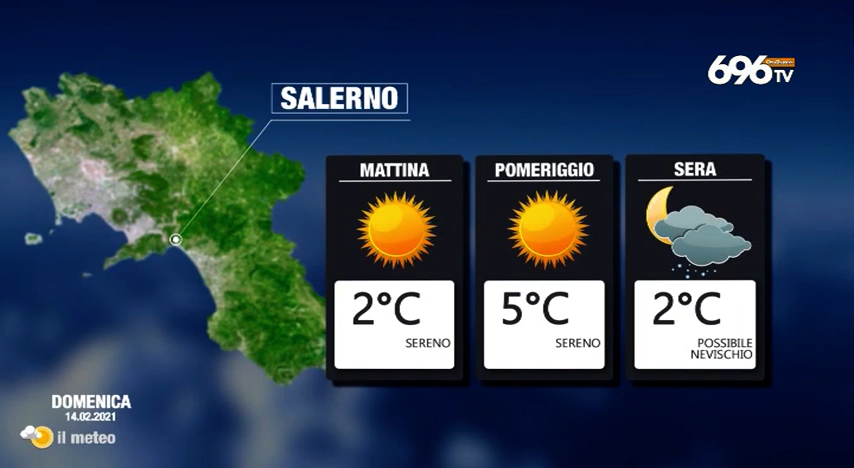 696
TV
SALERNO
MATTINA
POMERIGGIO
SERA
2°C
SERENO
5°C
SERENO
2°C
POSSIBILE
NEVISCHIO
DOMENICA
14.02.2021
il meteo